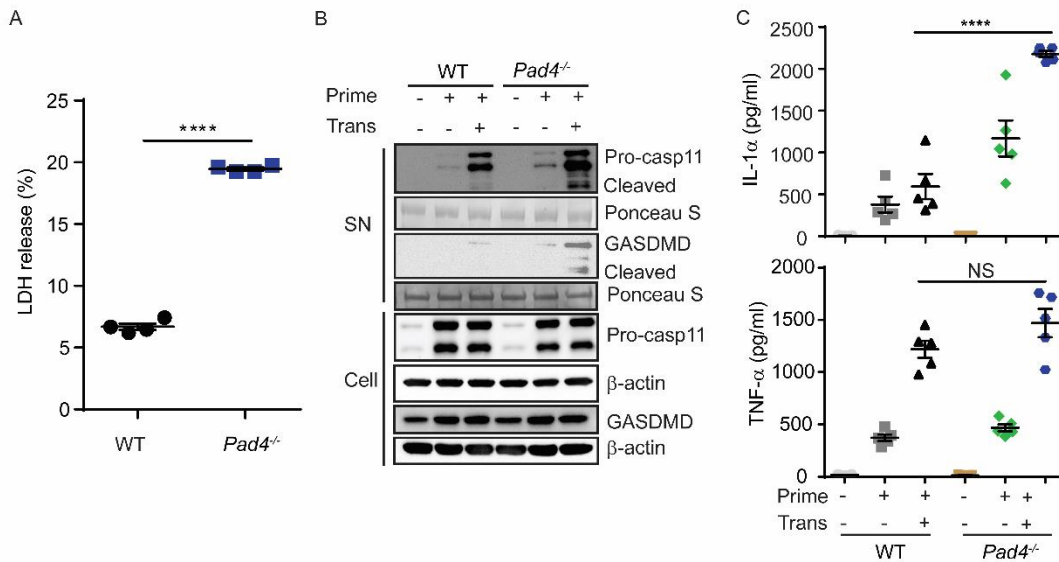 A
LDH release (%)
25
20
15
10
5
0
****
WT
Pad4-/-
B
WT Pad4-/-
Prime - + + - + +
Trans - - + - - +
SN
Pro-casp11
Cleaved
Ponceau S
GASDMD
Cleaved
Ponceau S
Cell
Pro-casp11
β-actin
GASDMD
β-actin
C
****
IL-1α (pg/ml)
2500
2000
1500
1000
500
0
NS
TNF-α (pg/ml)
2000
1500
1000
500
0
Prime - + + - + +
Trans - - + - - +
WT Pad4-/-